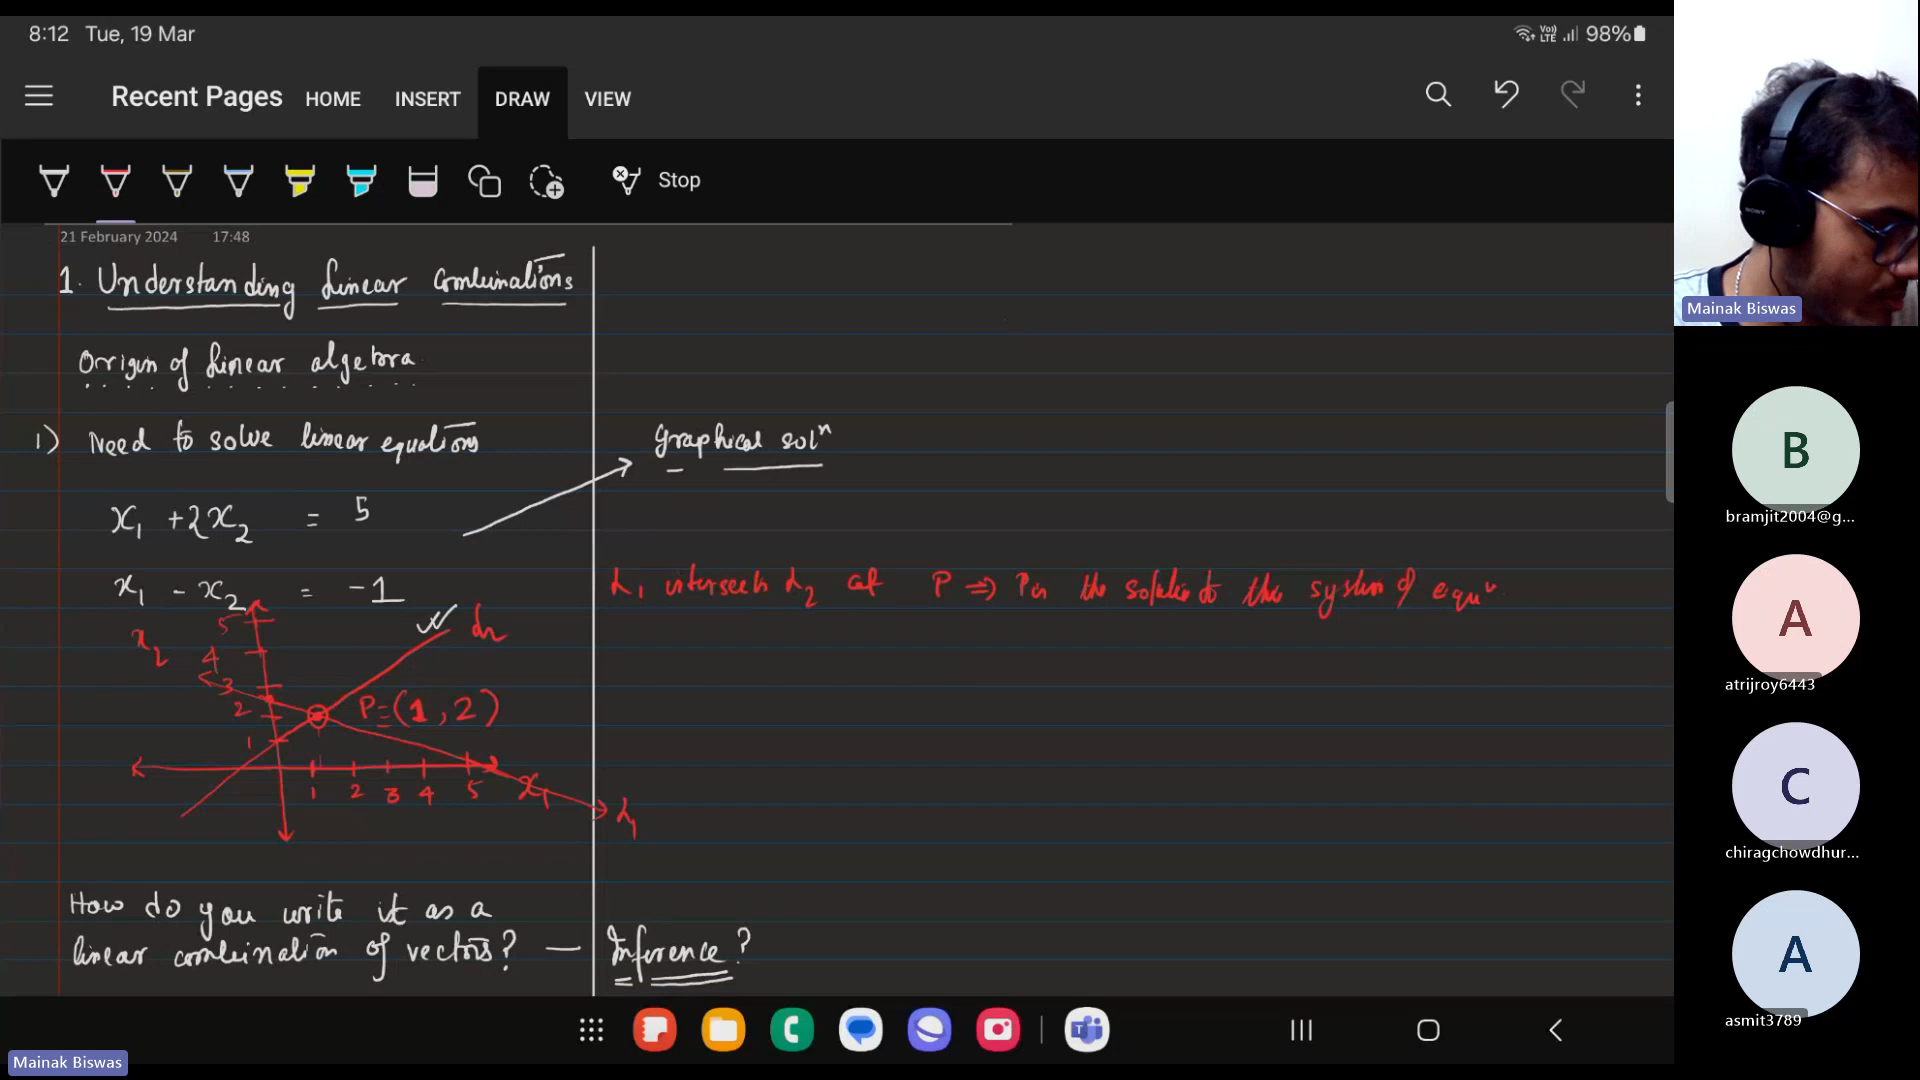 8:12 Tue, 19 Mar
Vo)) LTE 98%
Recent Pages HOME INSERT DRAW VIEW
Stop
21 February 2024 17:48
1. Understanding Linear Combinations
Origin of linear algebra
1) Need to solve linear equations
Graphical solⁿ
x₁ + 2x₂ = 5
x₁ - x₂ = -1
L₁ intersects L₂ at P ⇒ P is the solution to the system of equⁿ
L₂
x₂
5
4
3
2
1
P=(1, 2)
1 2 3 4 5 x₁
L₁
How do you write it as a
linear combination of vectors? — Inference?
Mainak Biswas
SONY
Mainak Biswas
B
bramjit2004@g...
A
atrijroy6443
C
chiragchowdhur...
A
asmit3789